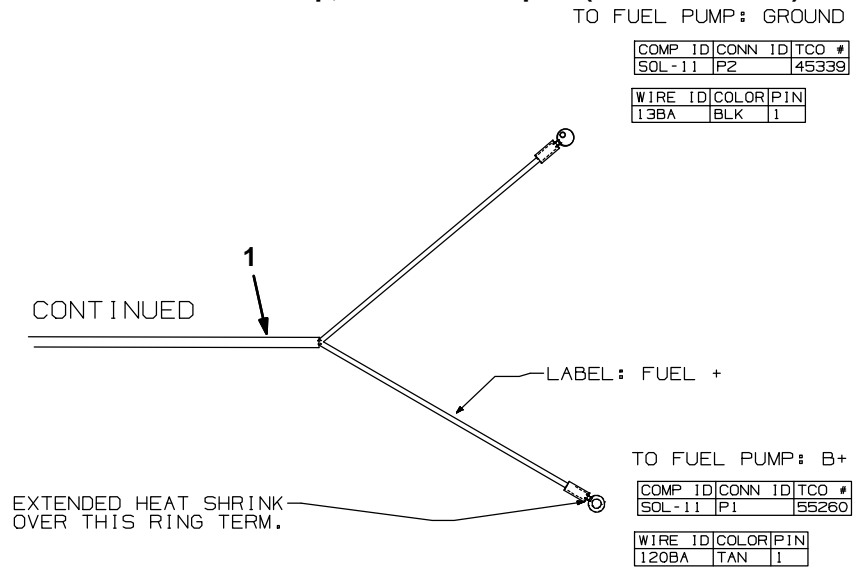 TO FUEL PUMP: GROUND
COMP ID CONN ID TCO #
SOL-11 P2 45339
WIRE ID COLOR PIN
13BA BLK 1
1
CONTINUED
LABEL: FUEL +
TO FUEL PUMP: B+
COMP ID CONN ID TCO #
SOL-11 P1 55260
EXTENDED HEAT SHRINK
OVER THIS RING TERM.
WIRE ID COLOR PIN
120BA TAN 1